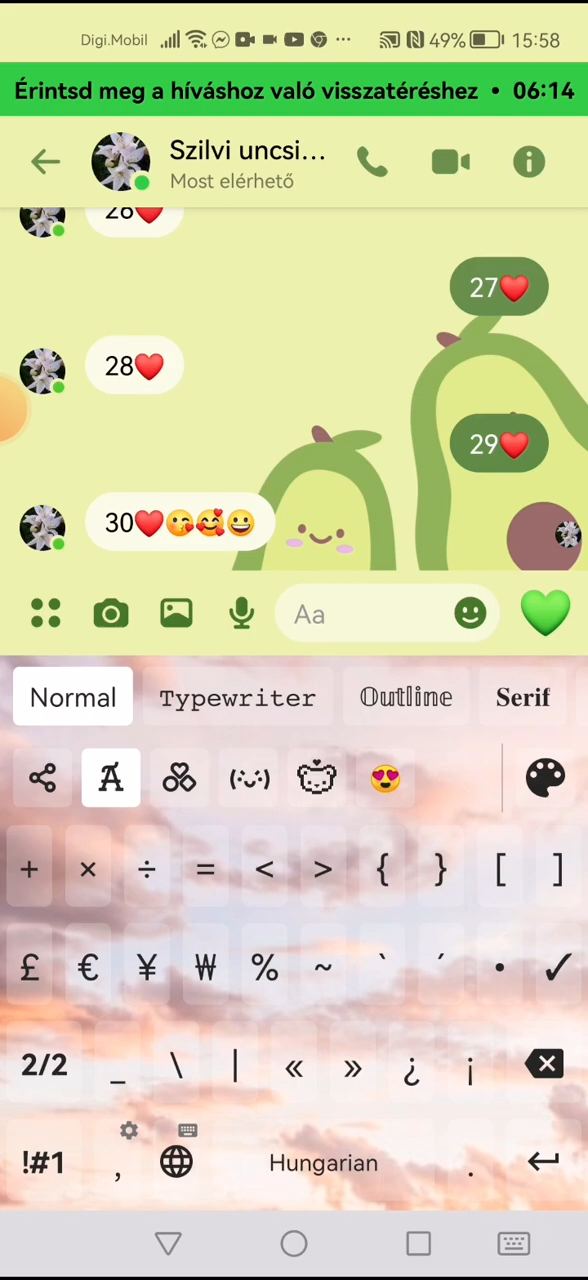 Digi.Mobil 49% 15:58
Érintsd meg a híváshoz való visszatéréshez • 06:14
Szilvi uncsi...
Most elérhető
28❤️
27❤️
28❤️
29❤️
30❤️😘🥰😀
Aa
Normal Typewriter Outline Serif
+ × ÷ = < > { } [ ]
£ € ¥ ₩ % ~ ` ´ • ✓
2/2 _ \ | « » ¿ ¡
!#1 , Hungarian .